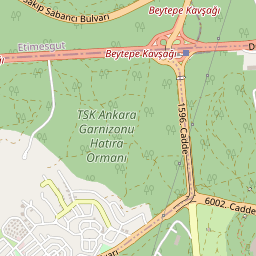 Sakıp Sabancı Bulvarı
Beytepe Kavşağı
Etimesgut
Beytepe Kavşağı
1596. Cadde
TSK Ankara
Garnizonu
Hatıra
Ormanı
6002. Cadde